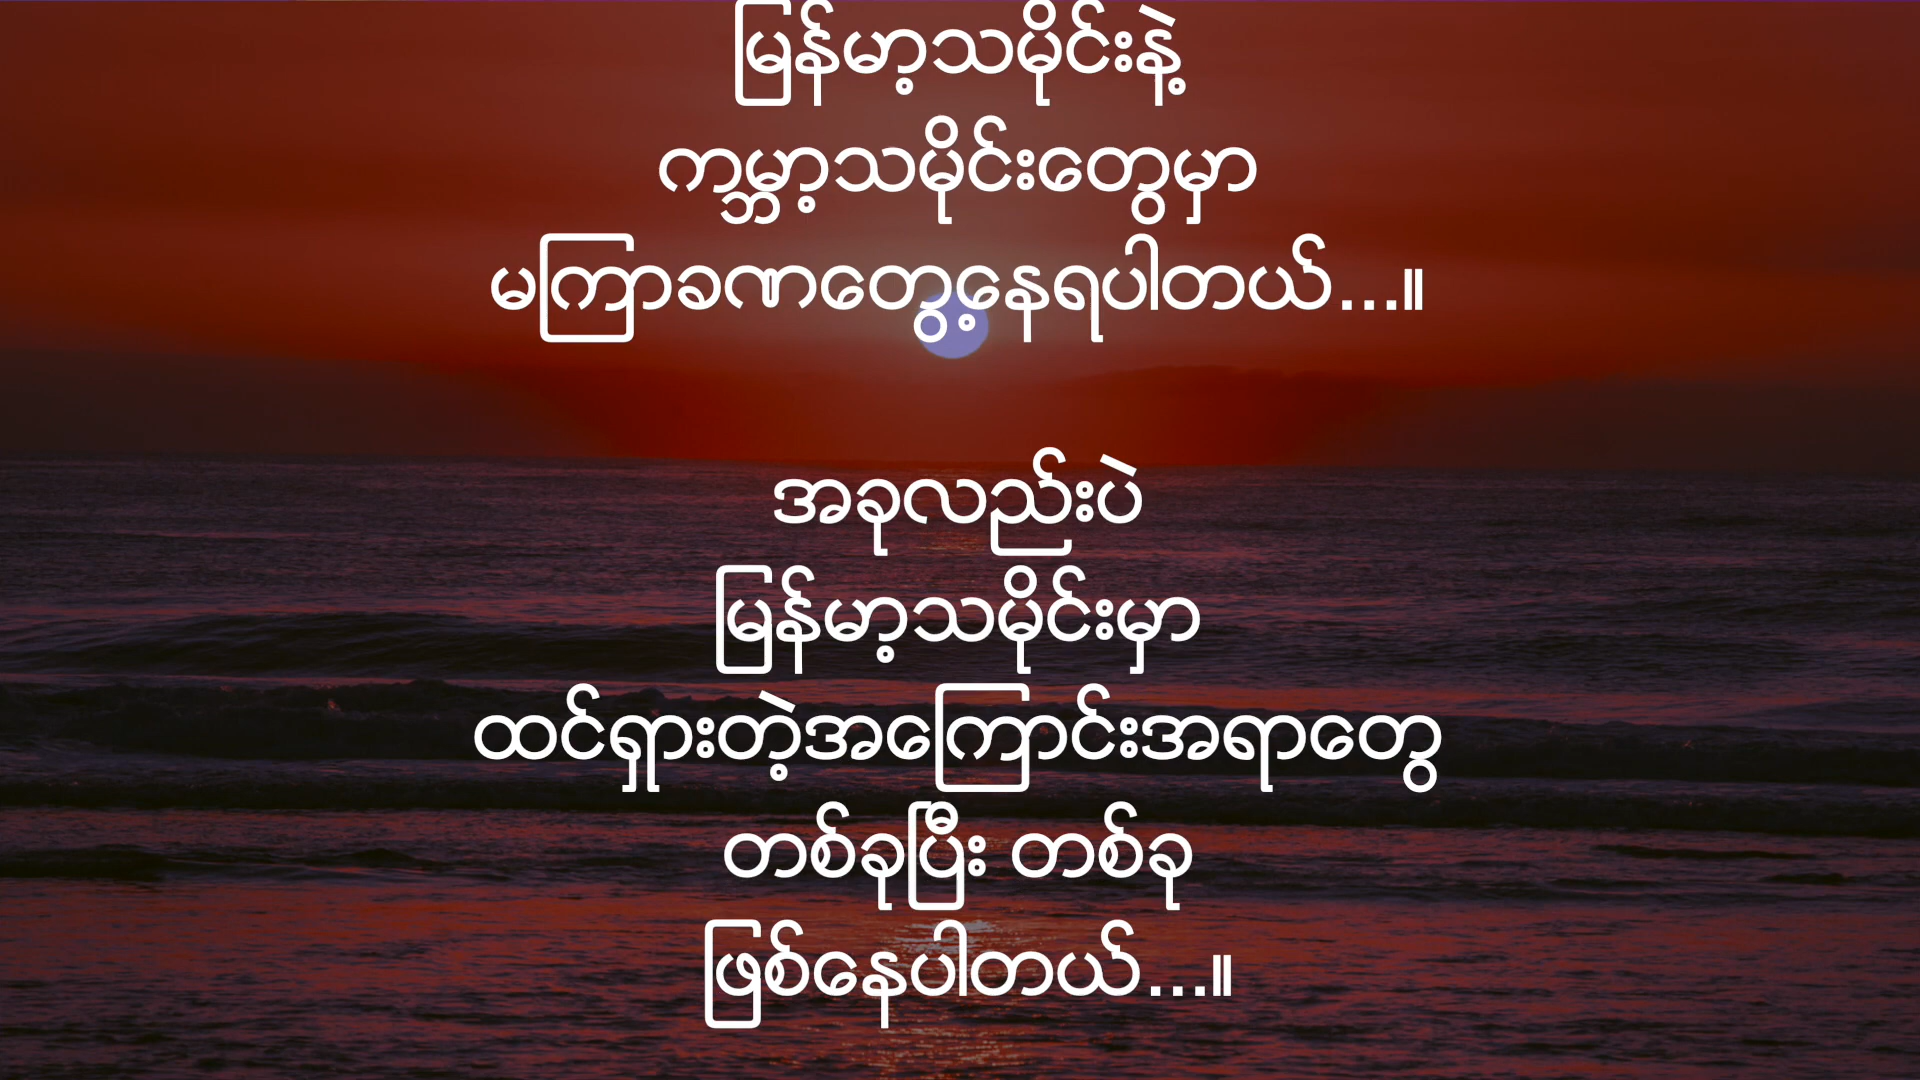 မြန်မာ့သမိုင်းနဲ့
ကမ္ဘာ့သမိုင်းတွေမှာ
မကြာခဏတွေ့နေရပါတယ်...။
အခုလည်းပဲ
မြန်မာ့သမိုင်းမှာ
ထင်ရှားတဲ့အကြောင်းအရာတွေ
တစ်ခုပြီး တစ်ခု
ဖြစ်နေပါတယ်...။